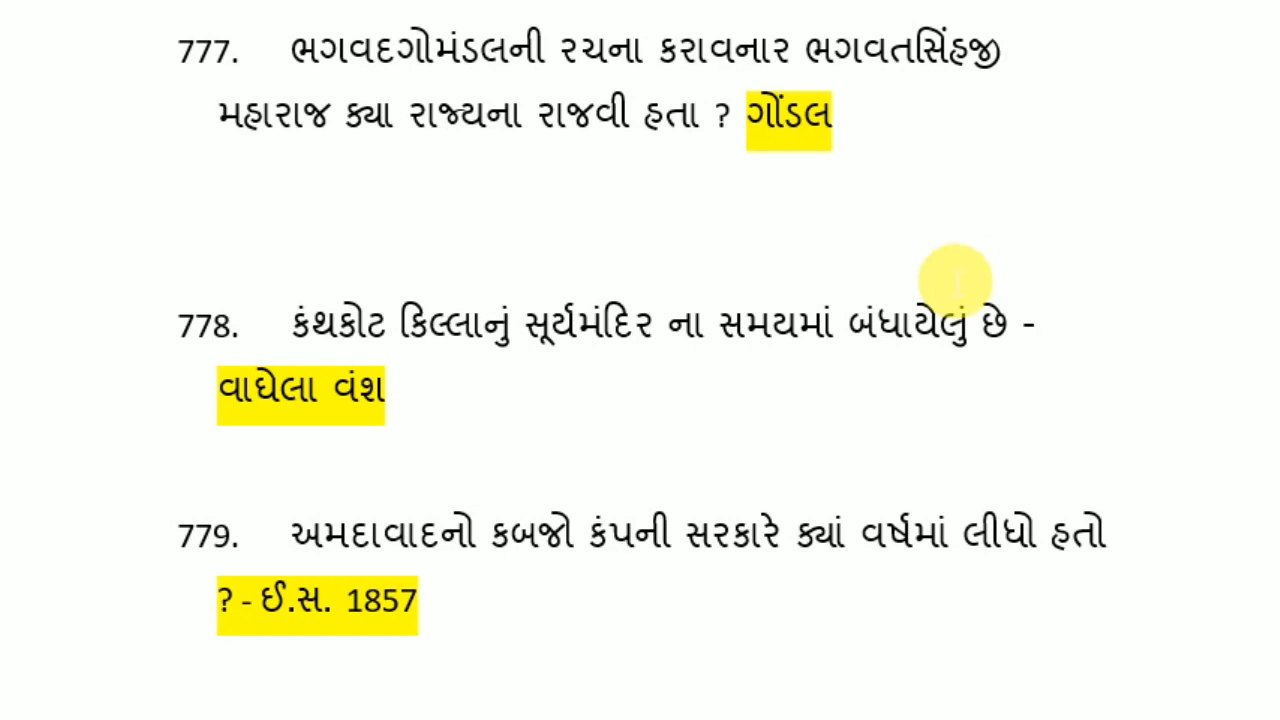 777. ભગવદગોમંડલની રચના કરાવનાર ભગવતસિંહજી
મહારાજ ક્યા રાજ્યના રાજવી હતા ? ગોંડલ
778. કંથકોટ કિલ્લાનું સૂર્યમંદિર ના સમયમાં બંધાયેલું છે -
વાઘેલા વંશ
779. અમદાવાદનો કબજો કંપની સરકારે ક્યાં વર્ષમાં લીધો હતો
? - ઈ.સ. 1857